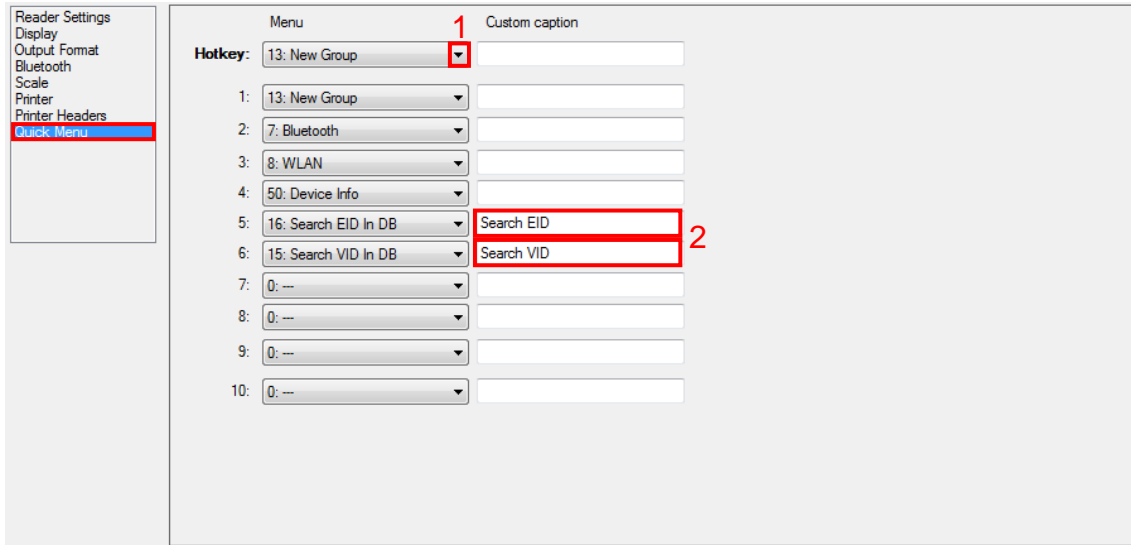 Reader Settings
Display
Output Format
Bluetooth
Scale
Printer
Printer Headers
Quick Menu
Menu 1 Custom caption
Hotkey: 13: New Group
1: 13: New Group
2: 7: Bluetooth
3: 8: WLAN
4: 50: Device Info
5: 16: Search EID In DB Search EID
2
6: 15: Search VID In DB Search VID
7: 0: ---
8: 0: ---
9: 0: ---
10: 0: ---